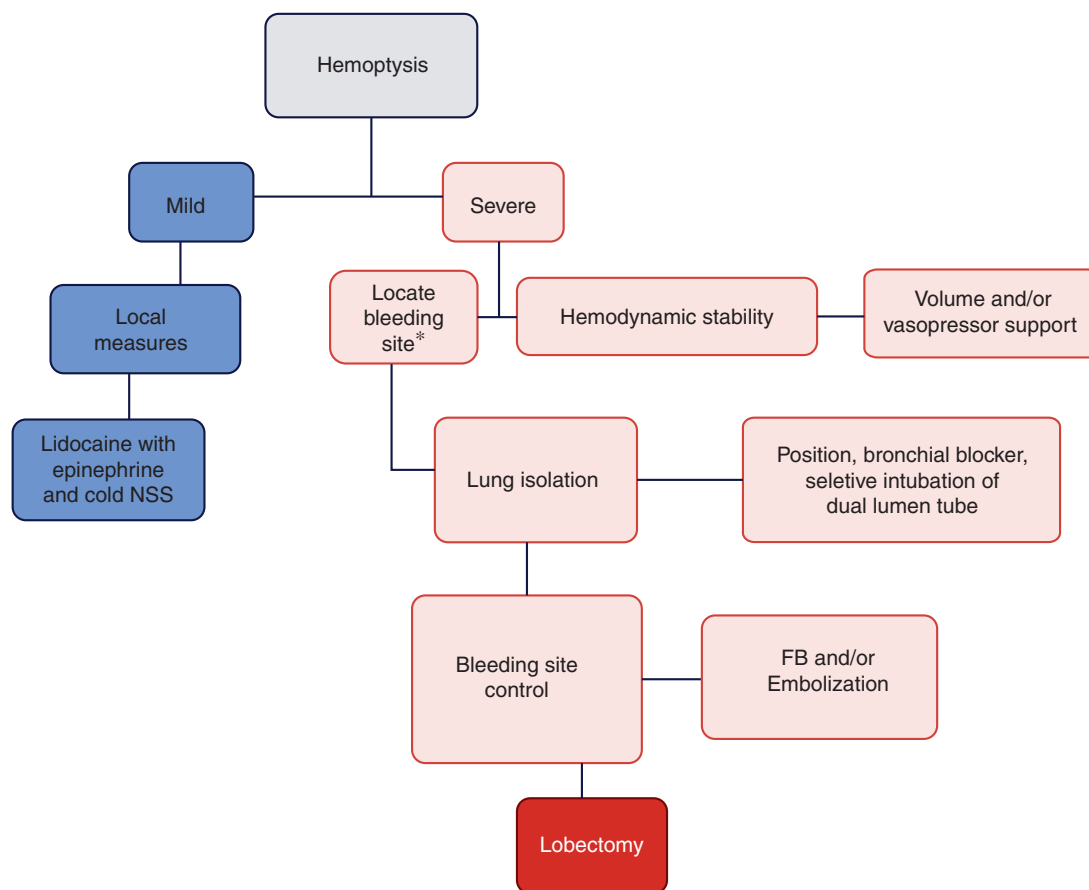 Hemoptysis
Mild
Severe
Local
measures
Locate
bleeding
site*
Hemodynamic stability
Volume and/or
vasopressor support
Lidocaine with
epinephrine
and cold NSS
Lung isolation
Position, bronchial blocker,
seletive intubation of
dual lumen tube
Bleeding site
control
FB and/or
Embolization
Lobectomy